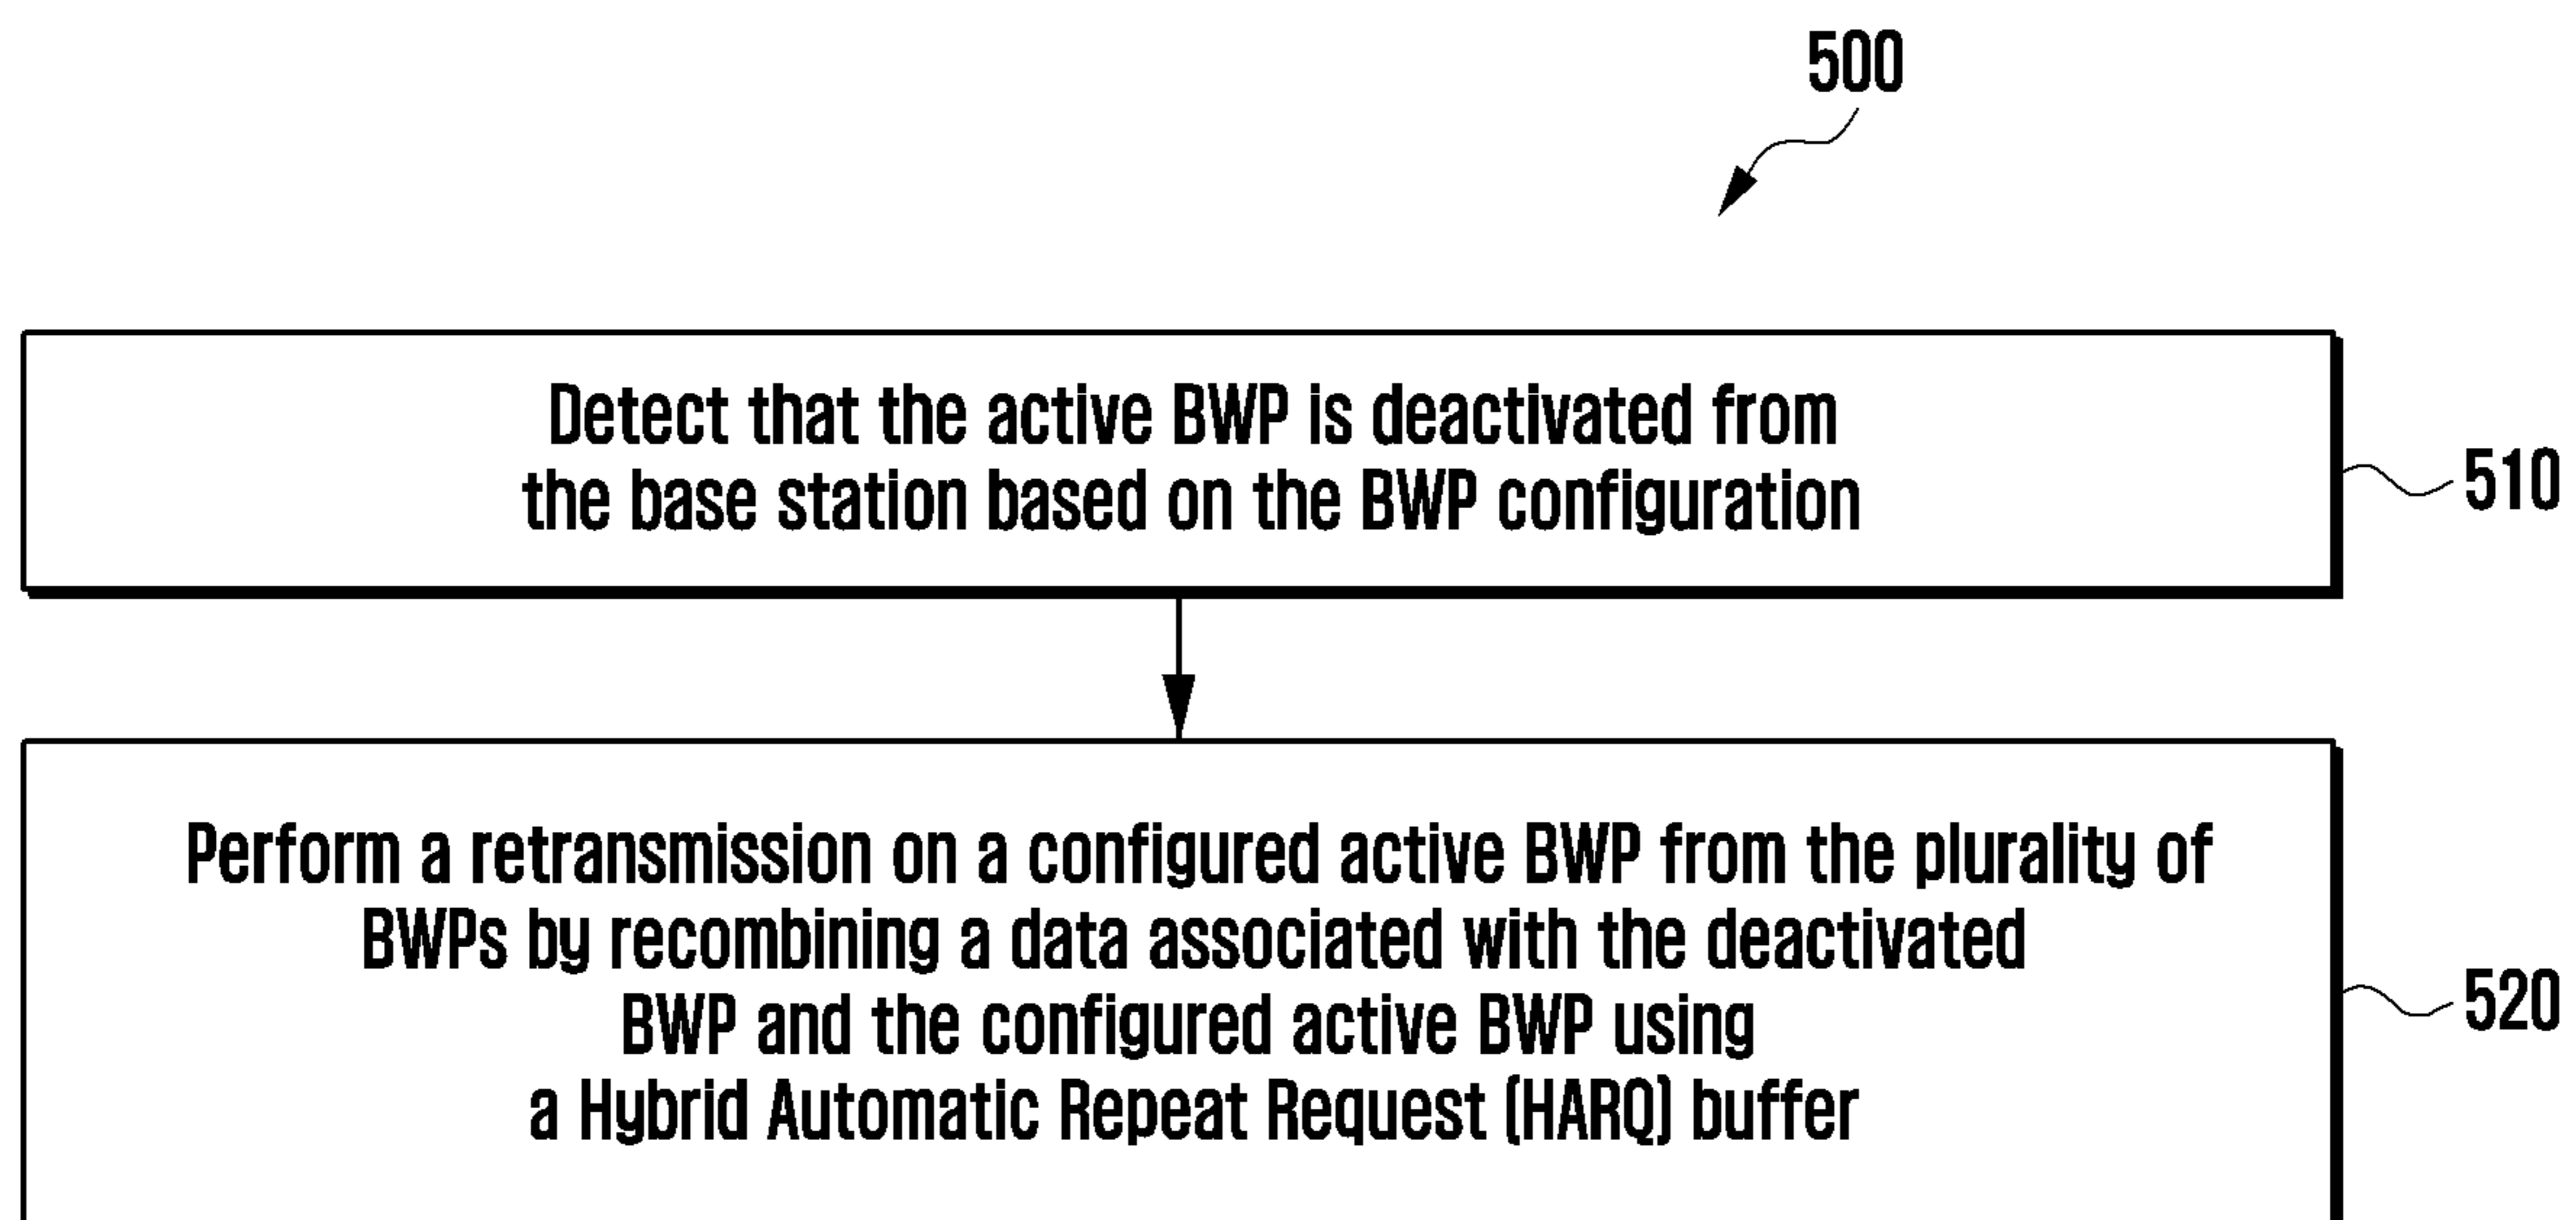 500
Detect that the active BWP is deactivated from
the base station based on the BWP configuration
510
Perform a retransmission on a configured active BWP from the plurality of
BWPs by recombining a data associated with the deactivated
BWP and the configured active BWP using
a Hybrid Automatic Repeat Request (HARQ) buffer
520